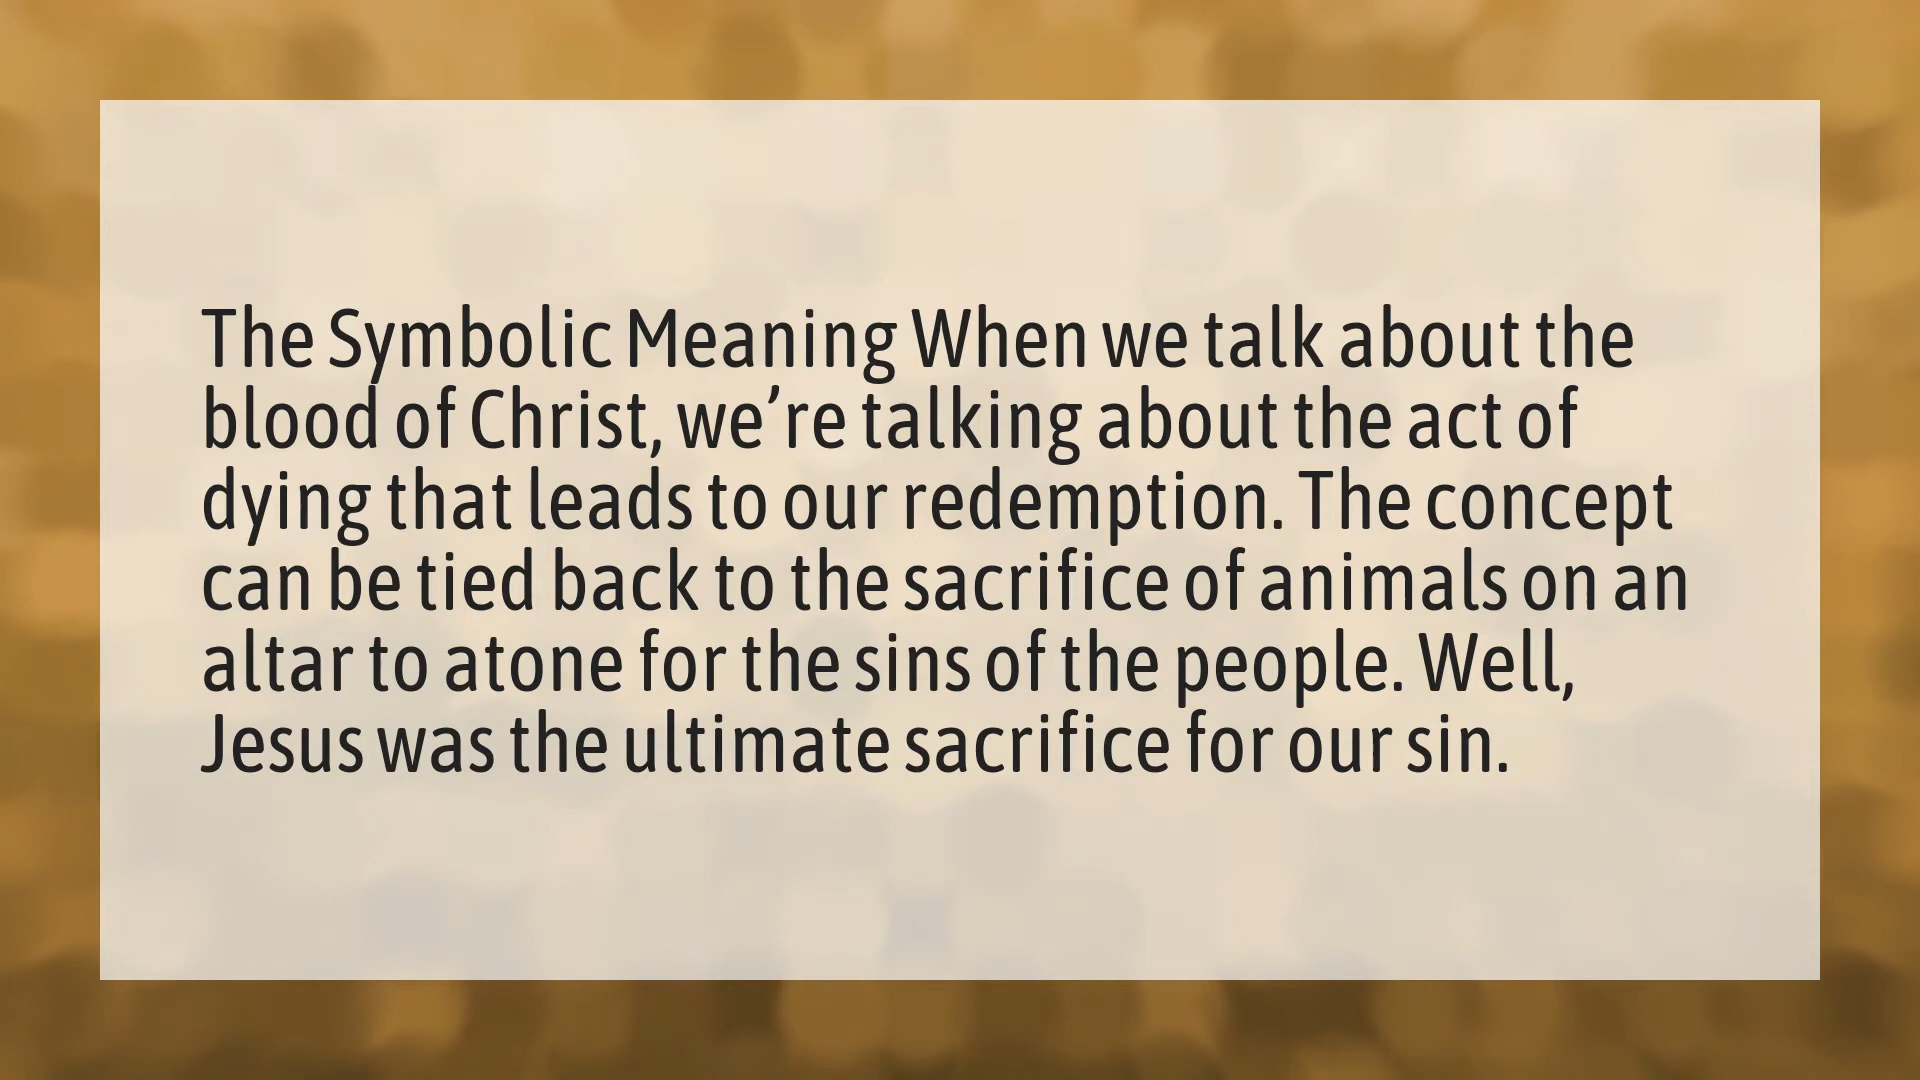 The Symbolic Meaning When we talk about the
blood of Christ, we’re talking about the act of
dying that leads to our redemption. The concept
can be tied back to the sacrifice of animals on an
altar to atone for the sins of the people. Well,
Jesus was the ultimate sacrifice for our sin.